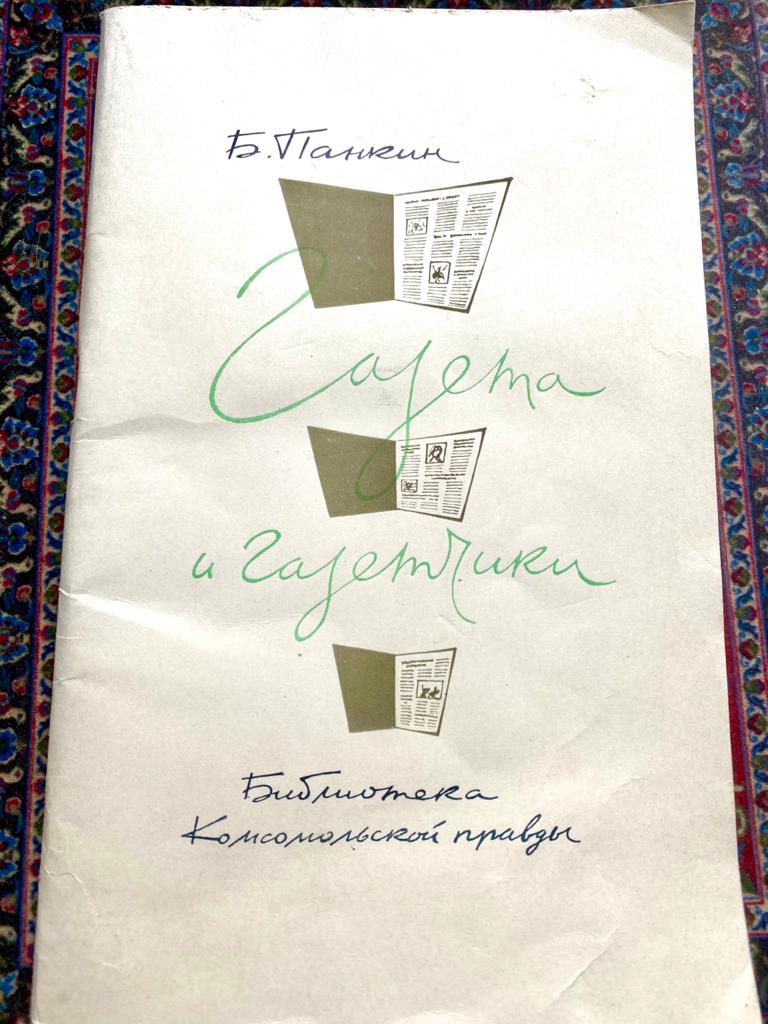 Б. Панкин
Газета
и газетчики
Библиотека
Комсомольской правды